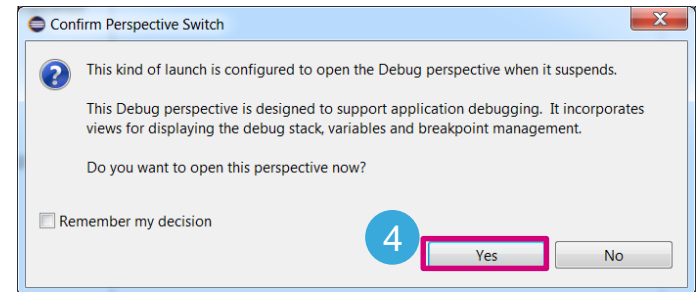 Confirm Perspective Switch
This kind of launch is configured to open the Debug perspective when it suspends.
This Debug perspective is designed to support application debugging. It incorporates
views for displaying the debug stack, variables and breakpoint management.
Do you want to open this perspective now?
Remember my decision
4
Yes No